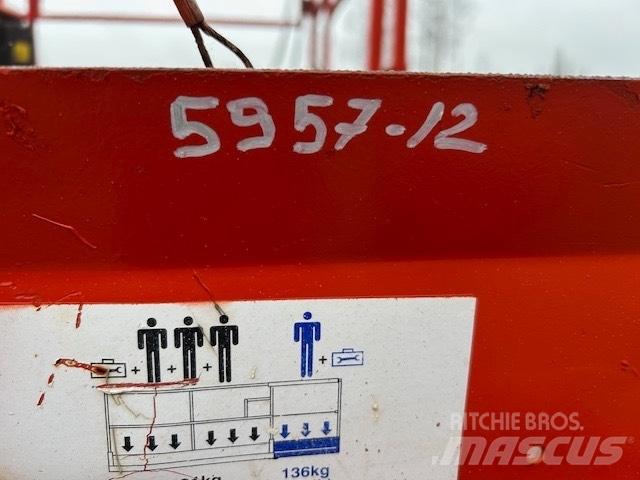 5957-12
136kg
RITCHIE BROS.
MASCUS